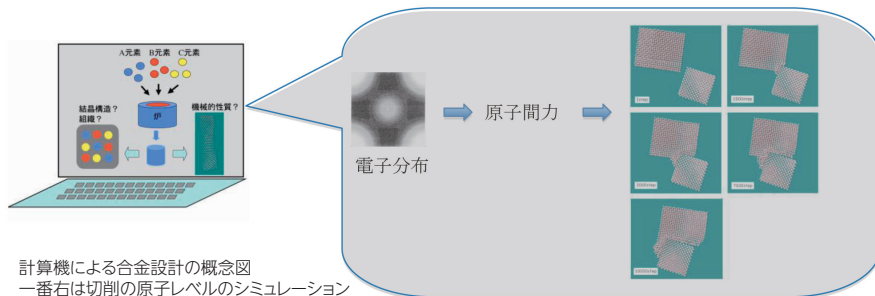 A元素 B元素 C元素
結晶構造?
組織?
機械的性質?
炉
電子分布
原子間力
計算機による合金設計の概念図
一番右は切削の原子レベルのシミュレーション